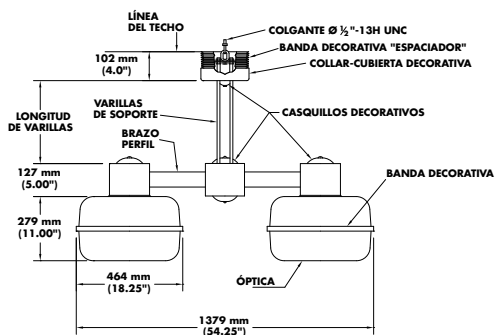 LÍNEA
DEL TECHO
COLGANTE Ø ½"-13H UNC
BANDA DECORATIVA "ESPACIADOR"
COLLAR-CUBIERTA DECORATIVA
102 mm
(4.0")
VARILLAS
DE SOPORTE
LONGITUD
DE VARILLAS
CASQUILLOS DECORATIVOS
BRAZO
PERFIL
127 mm
(5.00")
BANDA DECORATIVA
279 mm
(11.00")
464 mm
(18.25")
ÓPTICA
1379 mm
(54.25")